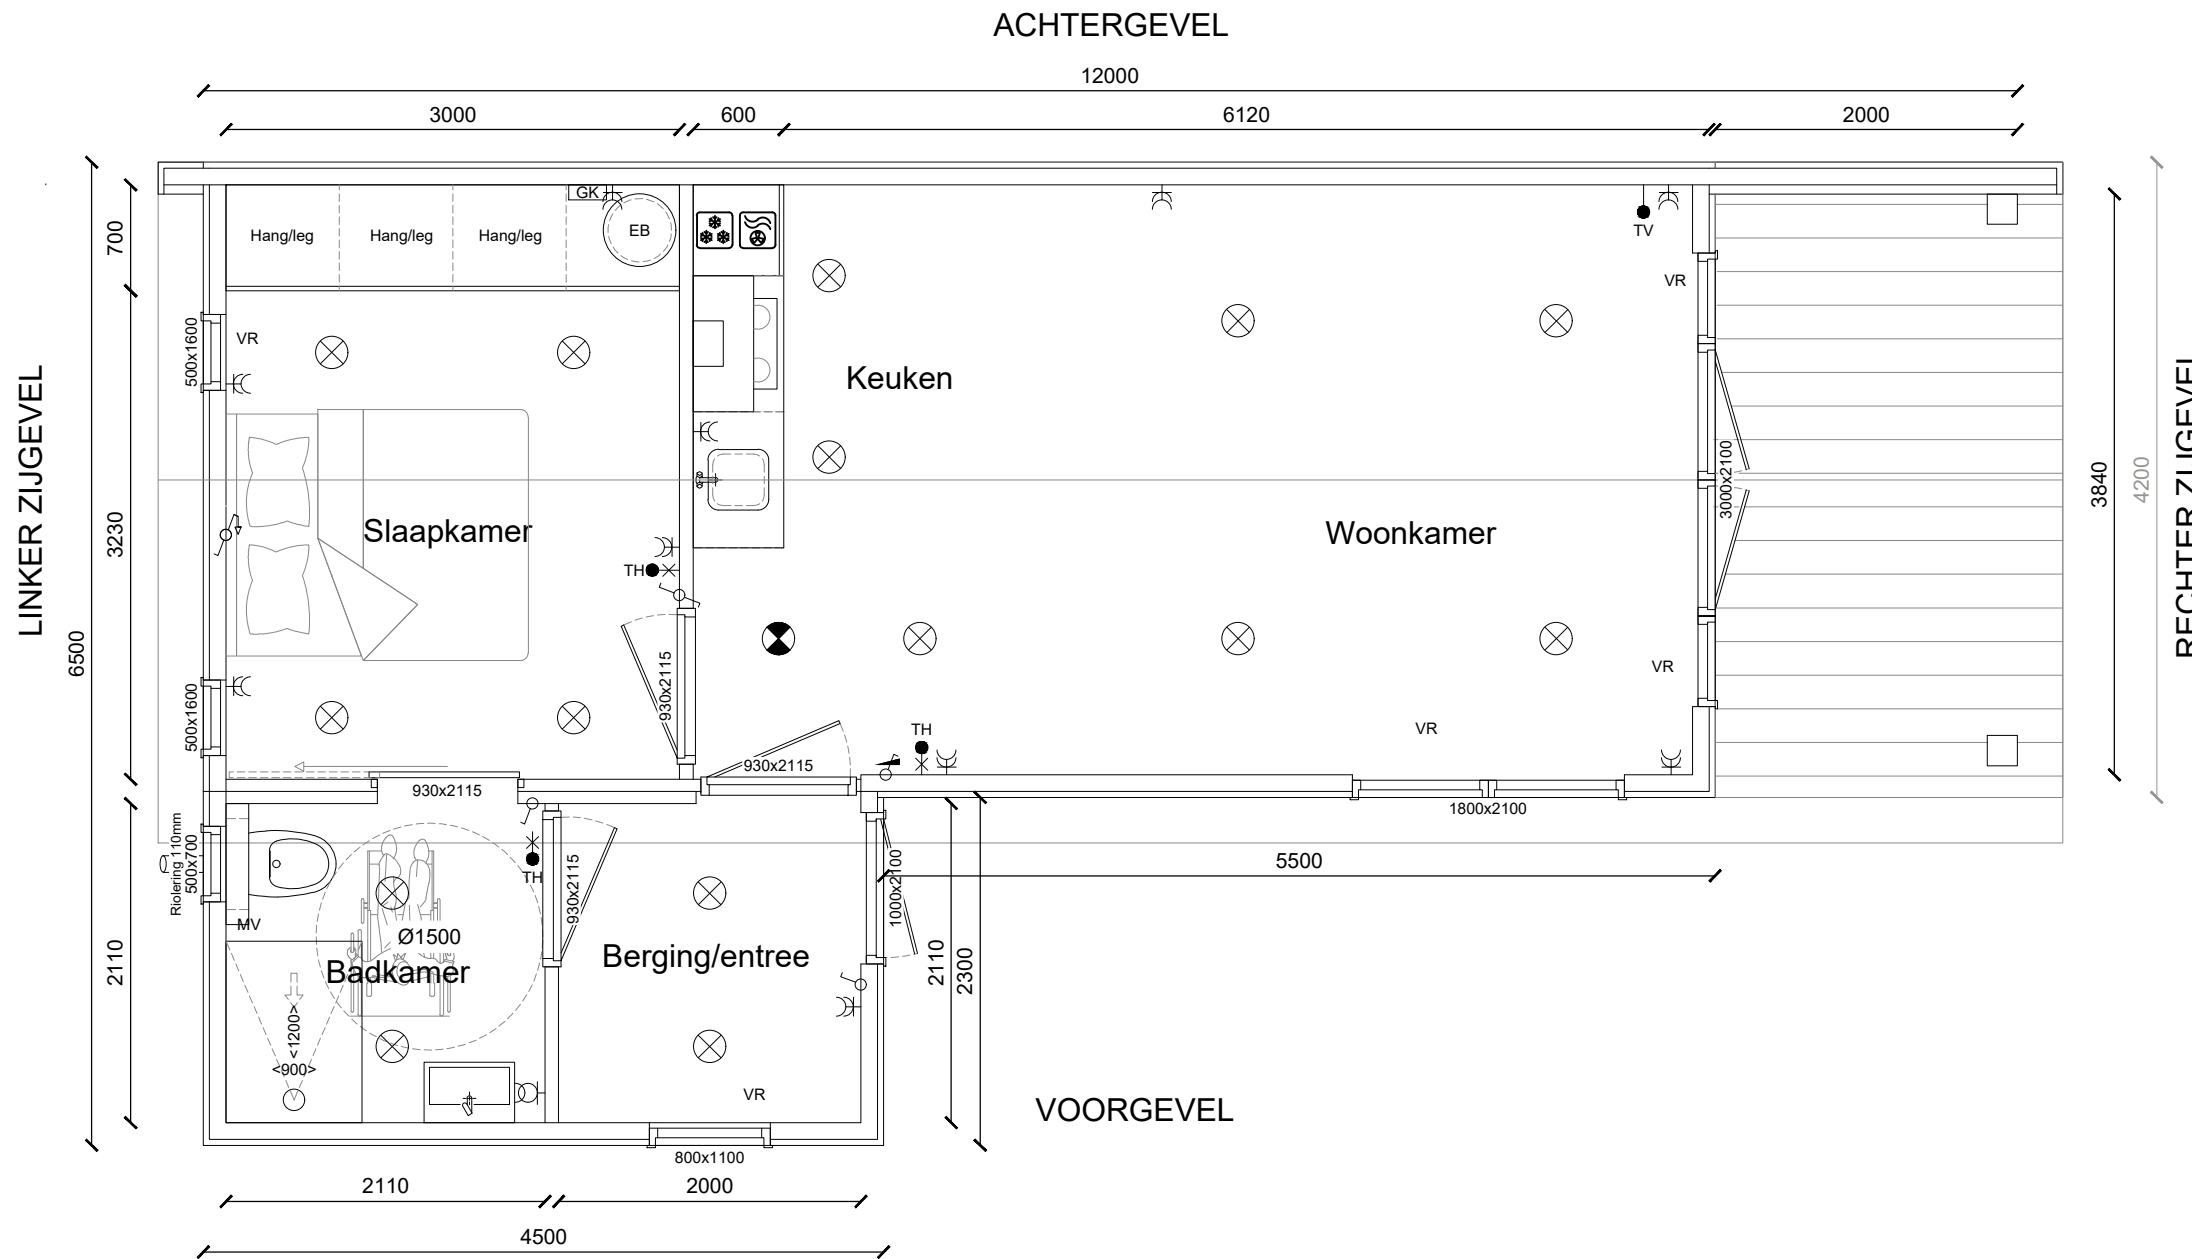 ACHTERGEVEL
12000
3000
600
6120
2000
GK
Hang/leg
Hang/leg
Hang/leg
EB
TV
700
VR
VR
500x1600
Keuken
LINKER ZIJGEVEL
RECHTER ZIJGEVEL
3840
4200
3000x2100
3230
Slaapkamer
Woonkamer
TH
6500
930x2115
VR
500x1600
TH
VR
930x2115
930x2115
1800x2100
Riolering 110mm
500x700
TH
930x2115
1000x2100
5500
MV
Ø1500
Badkamer
Berging/entree
2110
2110
2300
<1200>
<900>
VR
VOORGEVEL
800x1100
2110
2000
4500